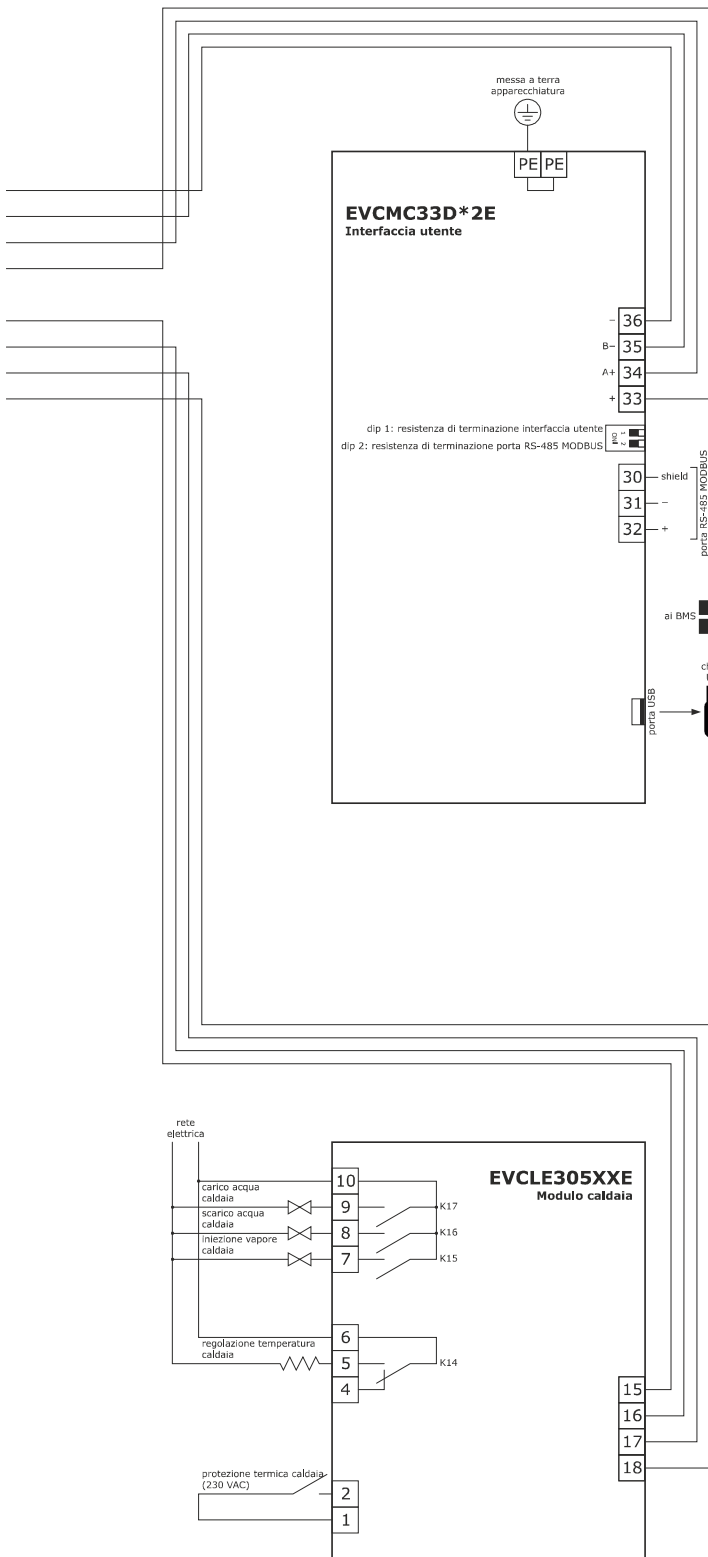 messa a terra
apparecchiatura
PE PE
EVCMC33D*2E
Interfaccia utente
− 36
B− 35
A+ 34
+ 33
dip 1: resistenza di terminazione interfaccia utente
dip 2: resistenza di terminazione porta RS-485 MODBUS
ON
1
2
30 shield
31 −
32 +
porta RS-485 MODBUS
ai BMS
porta USB
rete
elettrica
EVCLE305XXE
Modulo caldaia
10
carico acqua
caldaia
9
K17
scarico acqua
caldaia
8
K16
iniezione vapore
caldaia
7
K15
6
regolazione temperatura
caldaia
5
K14
4
15
16
17
18
protezione termica caldaia
(230 VAC)
2
1